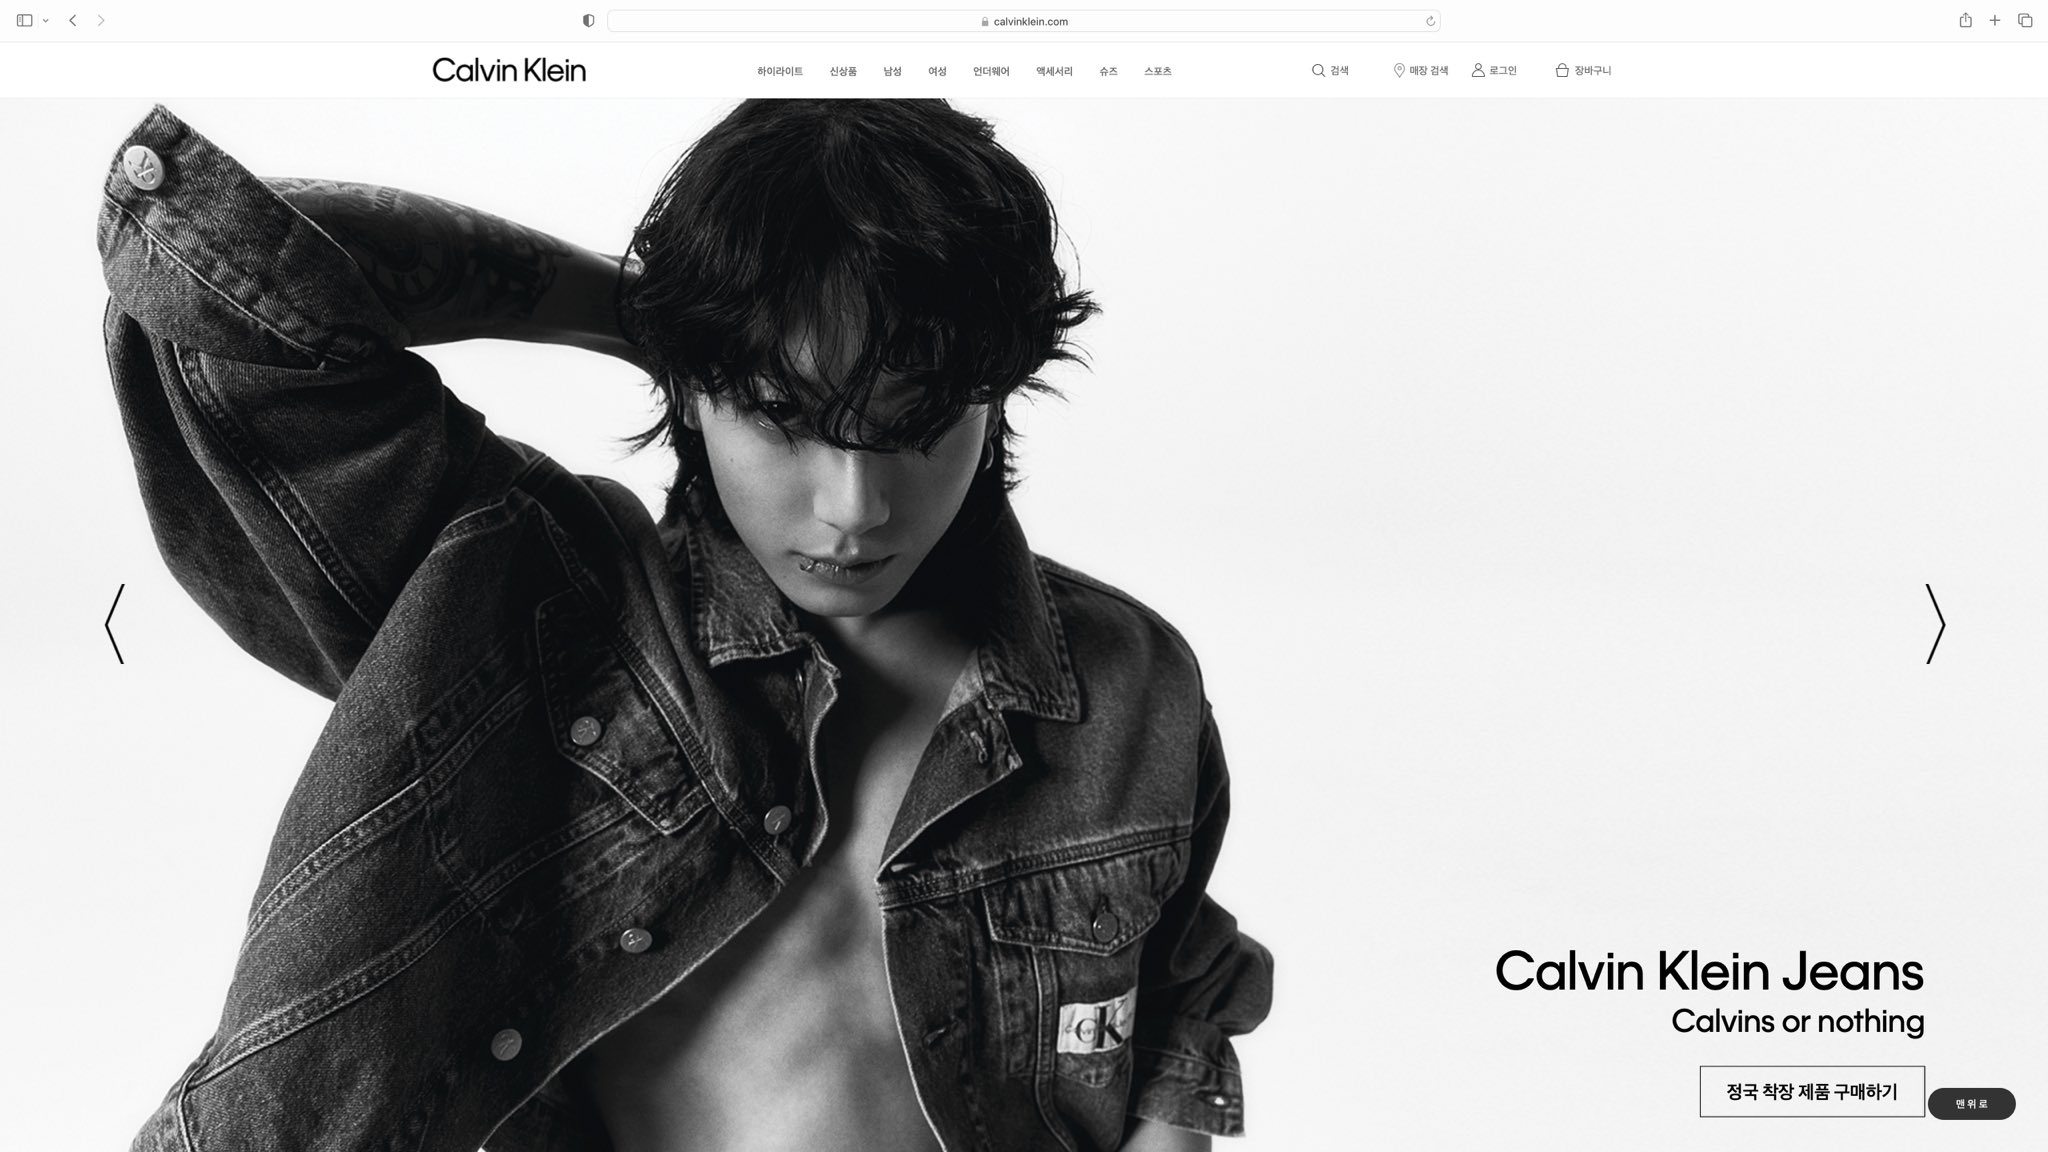 calvinklein.com
Calvin Klein
하이라이트 신상품 남성 여성 언더웨어 액세서리 슈즈 스포츠
검색 매장 검색 로그인 장바구니
Calvin Klein Jeans
Calvins or nothing
정국 착장 제품 구매하기
맨위로
CK